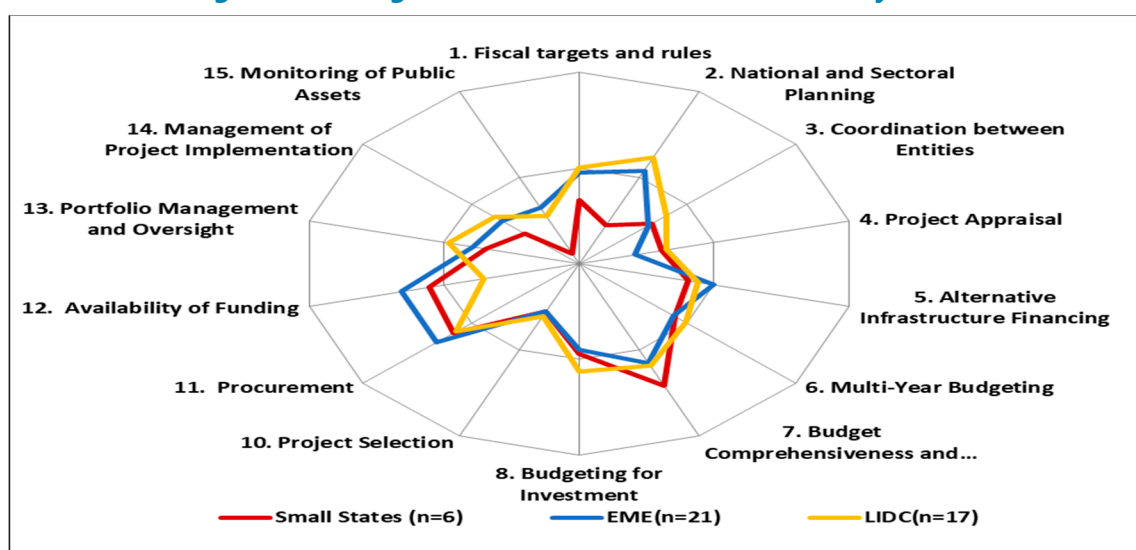 1. Fiscal targets and rules
2. National and Sectoral
Planning
3. Coordination between
Entities
4. Project Appraisal
5. Alternative
Infrastructure Financing
6. Multi-Year Budgeting
7. Budget
Comprehensiveness and...
8. Budgeting for
Investment
10. Project Selection
11. Procurement
12. Availability of Funding
13. Portfolio Management
and Oversight
14. Management of
Project Implementation
15. Monitoring of Public
Assets
Small States (n=6)
EME(n=21)
LIDC(n=17)